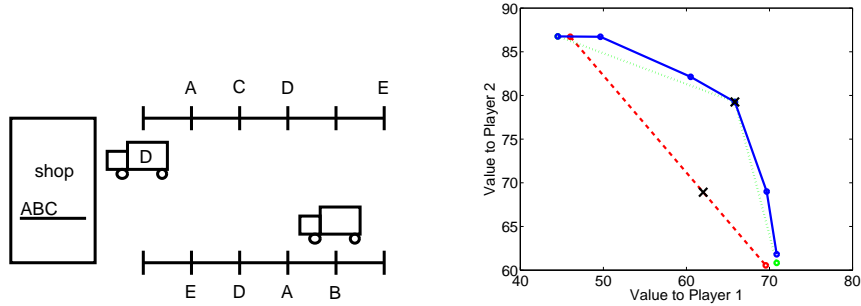 A C D E
D
shop
ABC
E D A B
90
85
80
75
70
65
60
40 50 60 70 80
Value to Player 2
Value to Player 1